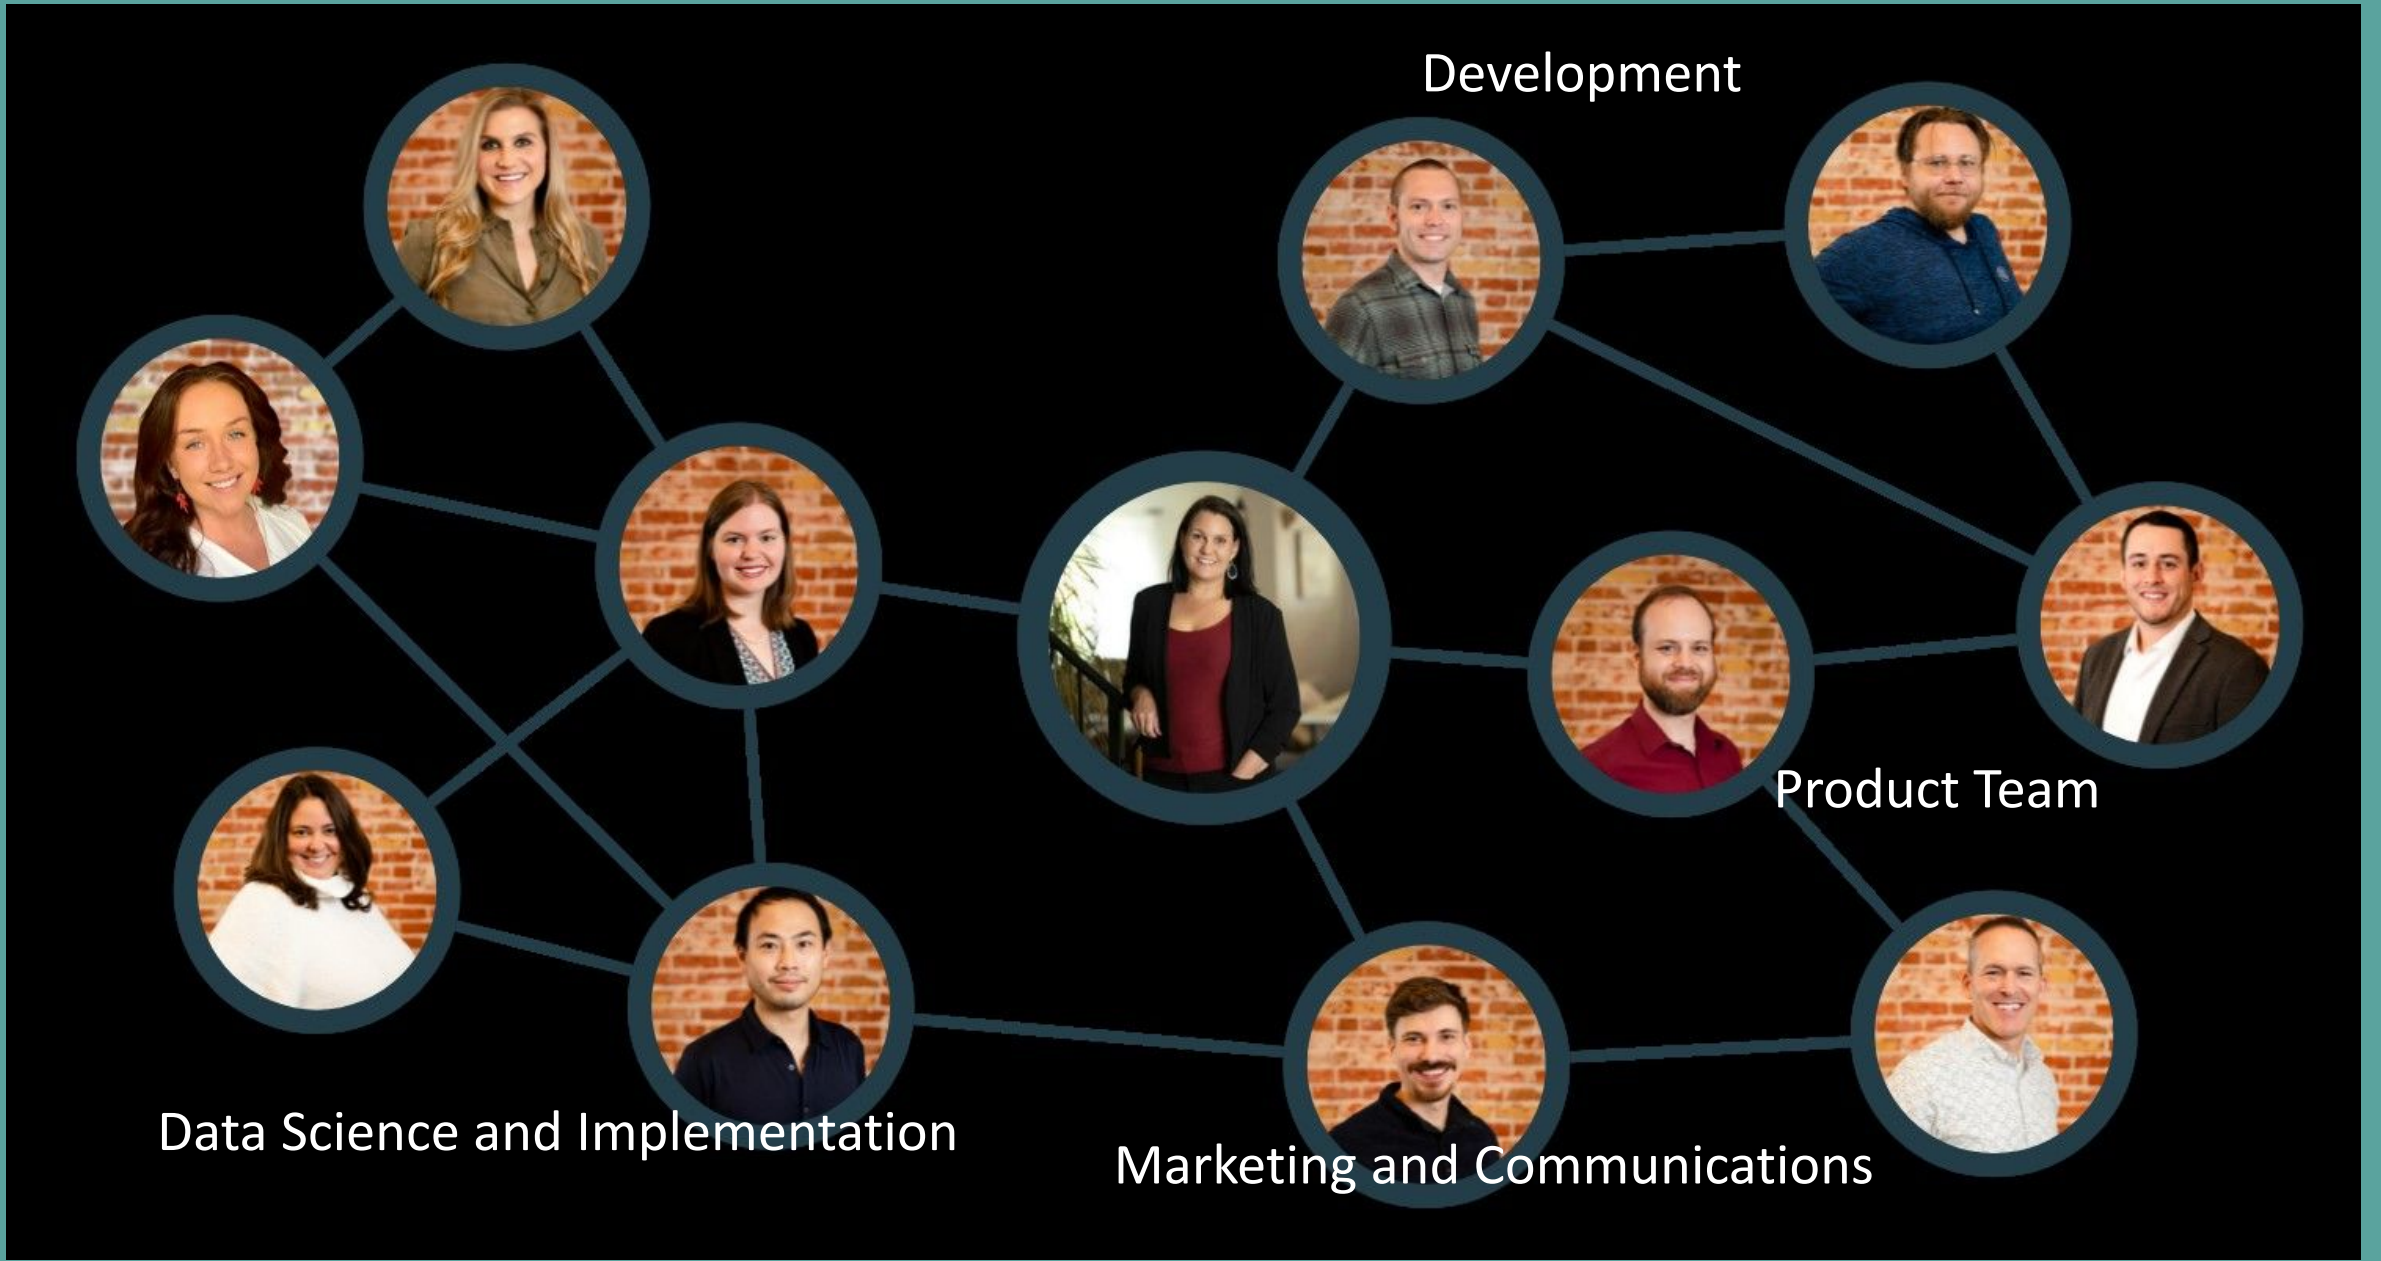 Development
Product Team
Data Science and Implementation
Marketing and Communications